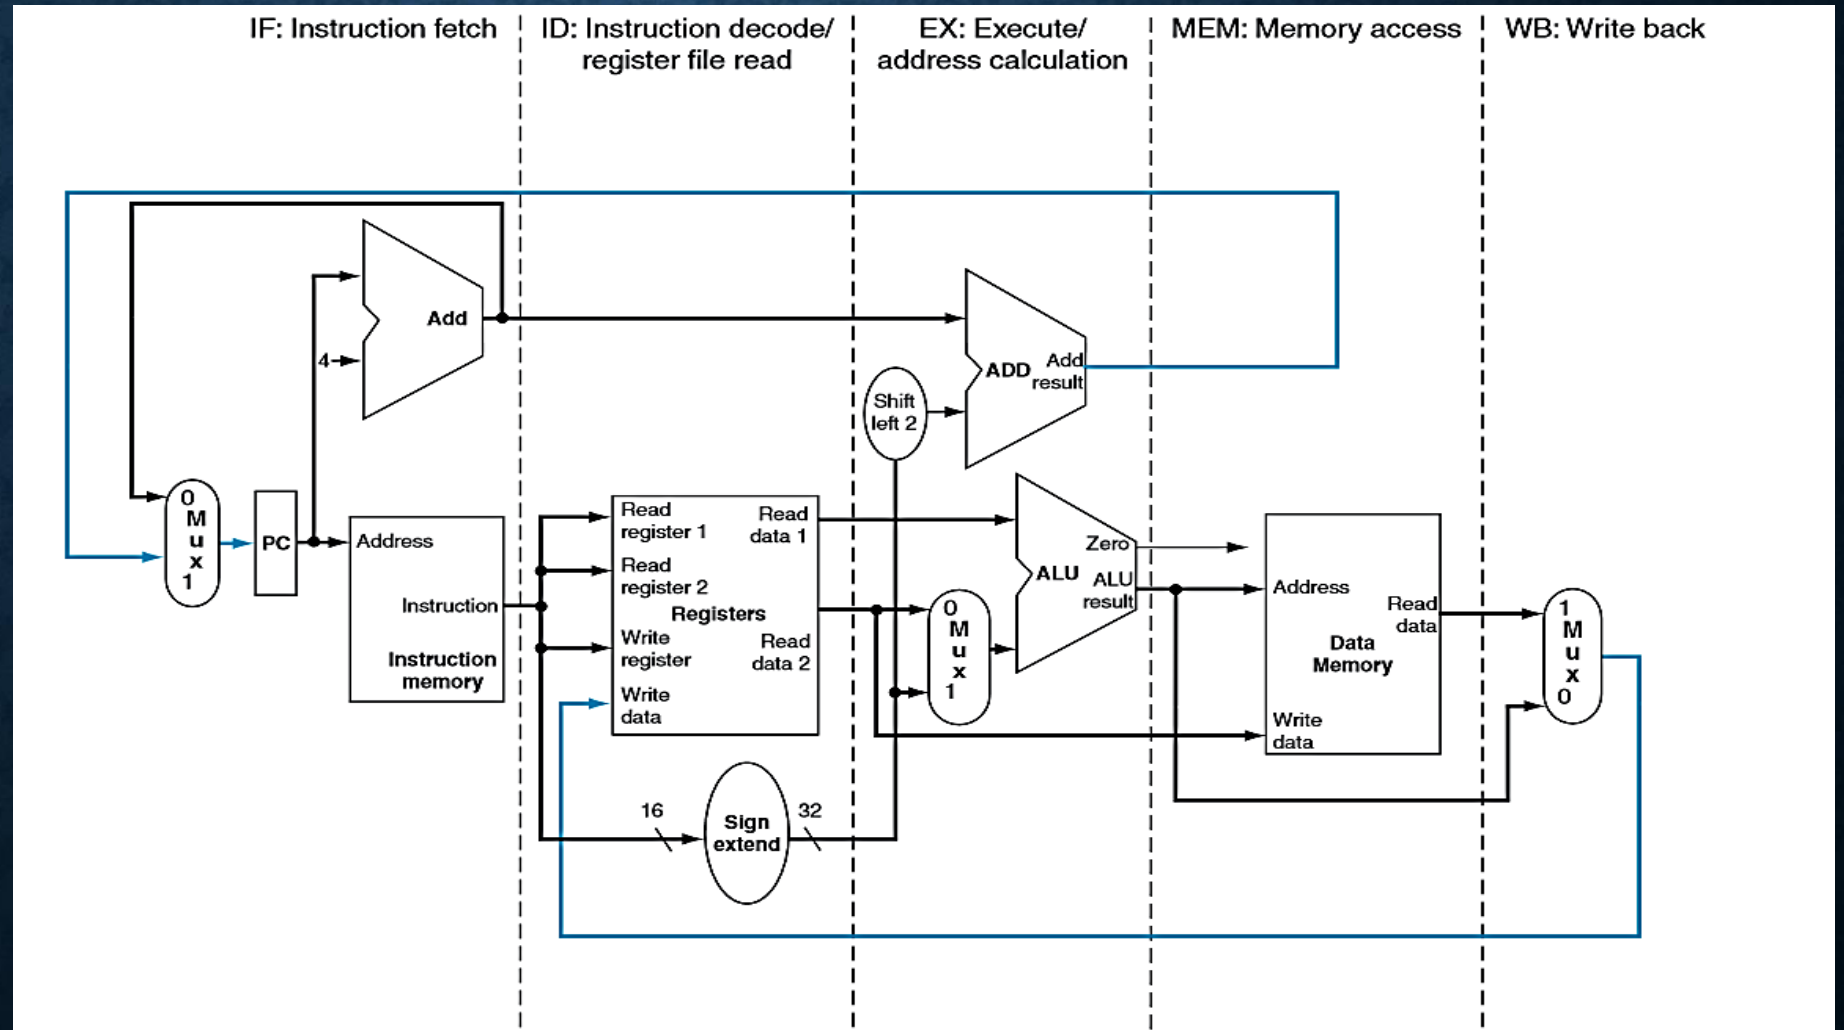 IF: Instruction fetch
ID: Instruction decode/
register file read
EX: Execute/
address calculation
MEM: Memory access
WB: Write back
Add
4
ADD
Add
result
Shift
left 2
0
M
u
x
1
PC
Address
Instruction
Instruction
memory
Read
register 1
Read
data 1
Read
register 2
Registers
Write
register
Read
data 2
Write
data
16
Sign
extend
32
0
M
u
x
1
Zero
ALU
ALU
result
Address
Read
data
Data
Memory
Write
data
1
M
u
x
0